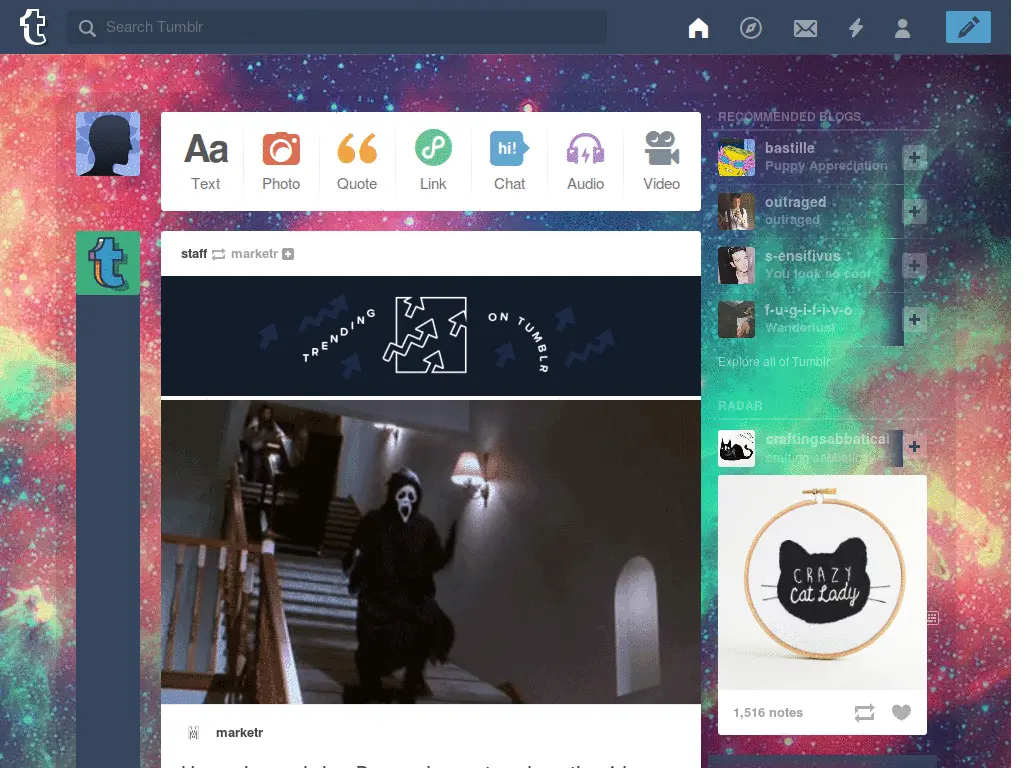 Search Tumblr
Aa
Text
Photo
Quote
Link
hi!
Chat
Audio
Video
staff marketr
TRENDING ON TUMBLR
marketr
RECOMMENDED BLOGS
bastille
Puppy Appreciation
outraged
outraged
s-ensitivus
You look so cool
f-u-g-i-t-i-v-o
Wanderlust
Explore all of Tumblr
RADAR
craftingsabbatical
crafting sabbatical
CRAZY
Cat Lady
1,516 notes